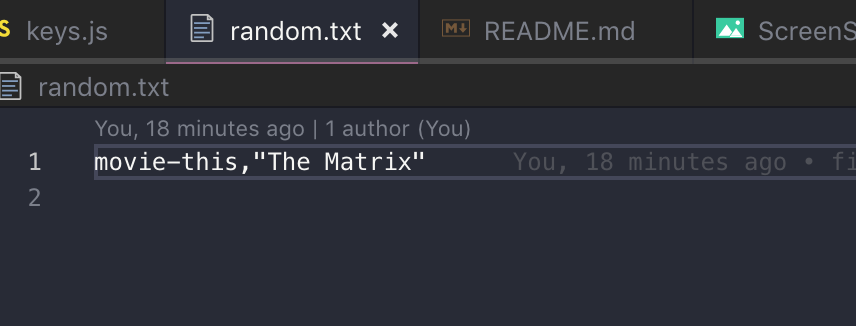 keys.js random.txt × README.md ScreenS
random.txt
You, 18 minutes ago | 1 author (You)
1 movie-this,"The Matrix" You, 18 minutes ago • fi
2